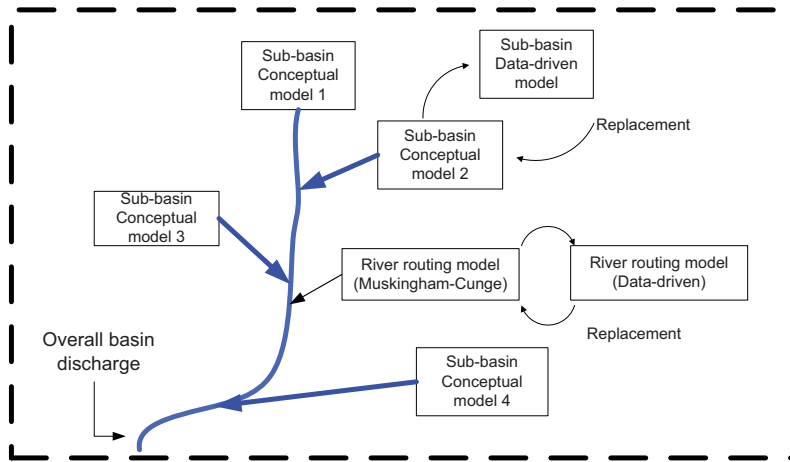 Sub-basin
Conceptual
model 1
Sub-basin
Data-driven
model
Sub-basin
Conceptual
model 2
Replacement
Sub-basin
Conceptual
model 3
River routing model
(Muskingham-Cunge)
River routing model
(Data-driven)
Replacement
Overall basin
discharge
Sub-basin
Conceptual
model 4